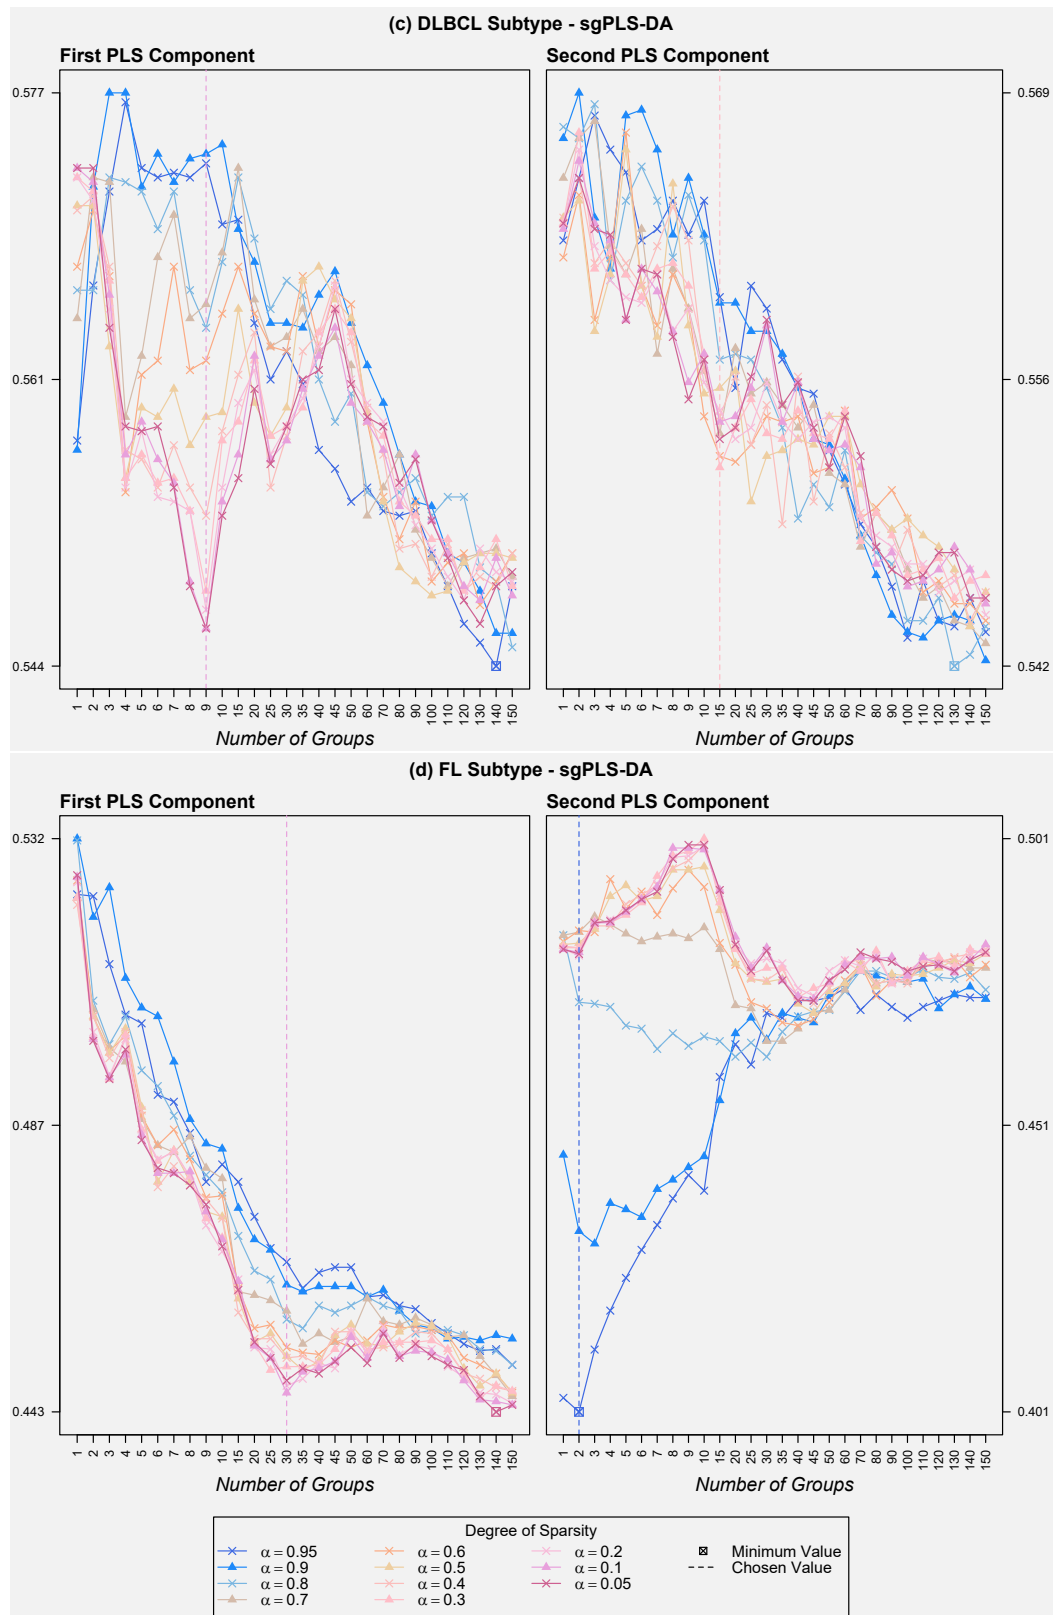 (c) DLBCL Subtype - sgPLS-DA
First PLS Component
Second PLS Component
0.577
0.561
0.544
0.569
0.556
0.542
1 2 3 4 5 6 7 8 9 10 15 20 25 30 35 40 45 50 60 70 80 90 100 110 120 130 140 150
1 2 3 4 5 6 7 8 9 10 15 20 25 30 35 40 45 50 60 70 80 90 100 110 120 130 140 150
Number of Groups
Number of Groups
(d) FL Subtype - sgPLS-DA
First PLS Component
Second PLS Component
0.532
0.487
0.443
0.501
0.451
0.401
1 2 3 4 5 6 7 8 9 10 15 20 25 30 35 40 45 50 60 70 80 90 100 110 120 130 140 150
1 2 3 4 5 6 7 8 9 10 15 20 25 30 35 40 45 50 60 70 80 90 100 110 120 130 140 150
Number of Groups
Number of Groups
Degree of Sparsity
α = 0.95
α = 0.9
α = 0.8
α = 0.7
α = 0.6
α = 0.5
α = 0.4
α = 0.3
α = 0.2
α = 0.1
α = 0.05
Minimum Value
Chosen Value